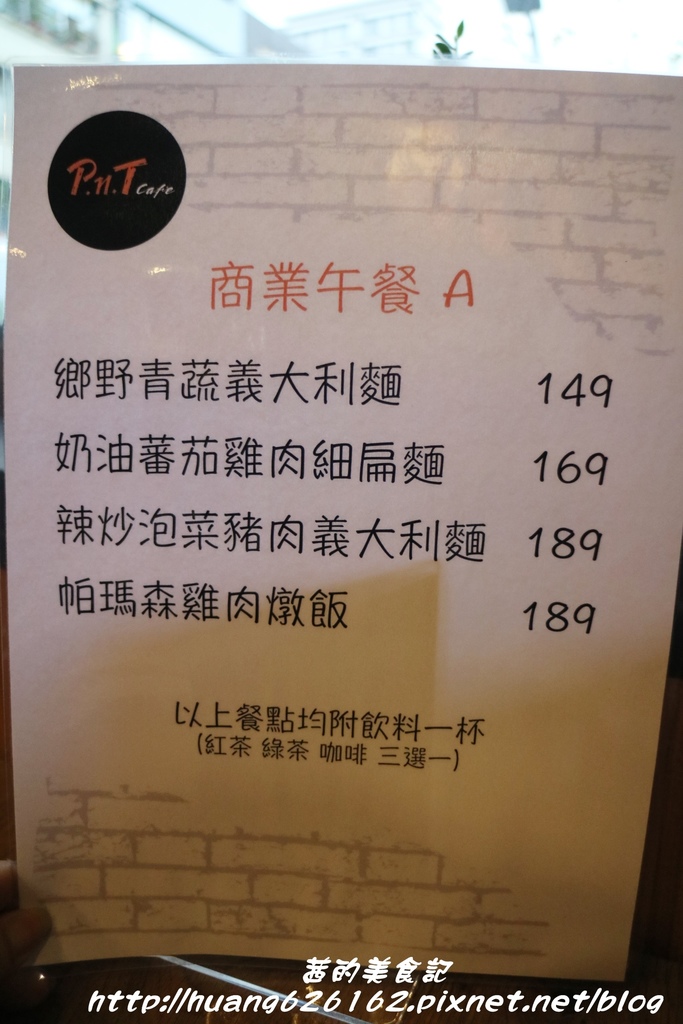 P.n.T Cafe
商業午餐 A
鄉野青蔬義大利麵 149
奶油蕃茄雞肉細扁麵 169
辣炒泡菜豬肉義大利麵 189
帕瑪森雞肉燉飯 189
以上餐點均附飲料一杯
(紅茶 綠茶 咖啡 三選一)
茜的美食記
http://huang626162.pixnet.net/blog